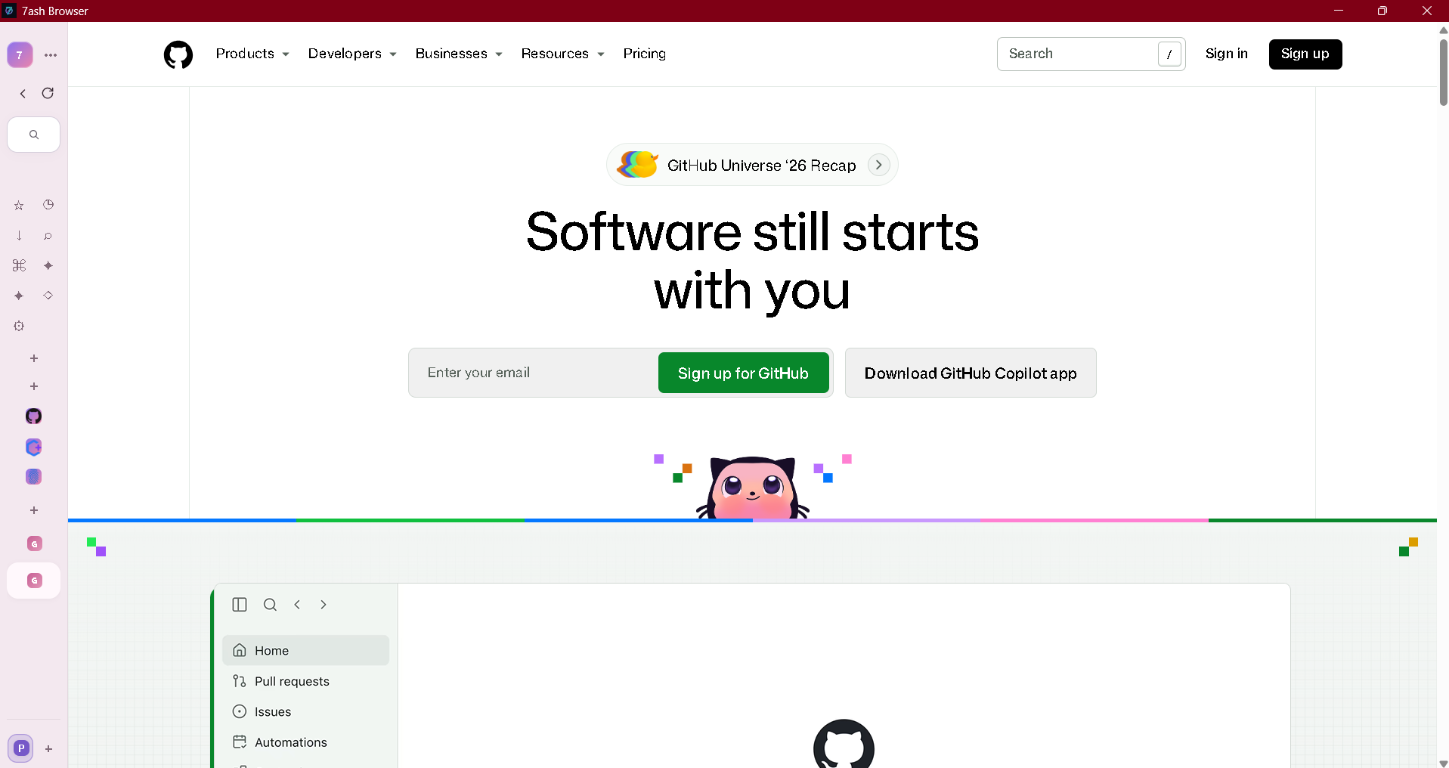 7ash Browser
7
Products
Developers
Businesses
Resources
Pricing
Search
/
Sign in
Sign up
GitHub Universe ‘26 Recap
Software still starts
with you
Enter your email
Sign up for GitHub
Download GitHub Copilot app
G
G
Home
Pull requests
Issues
Automations
P